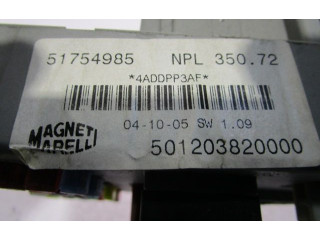 51754985 NPL 350.72
*4ADDPP3AF*
04-10-05 SW 1.09
MAGNETI
MARELLI
501203820000